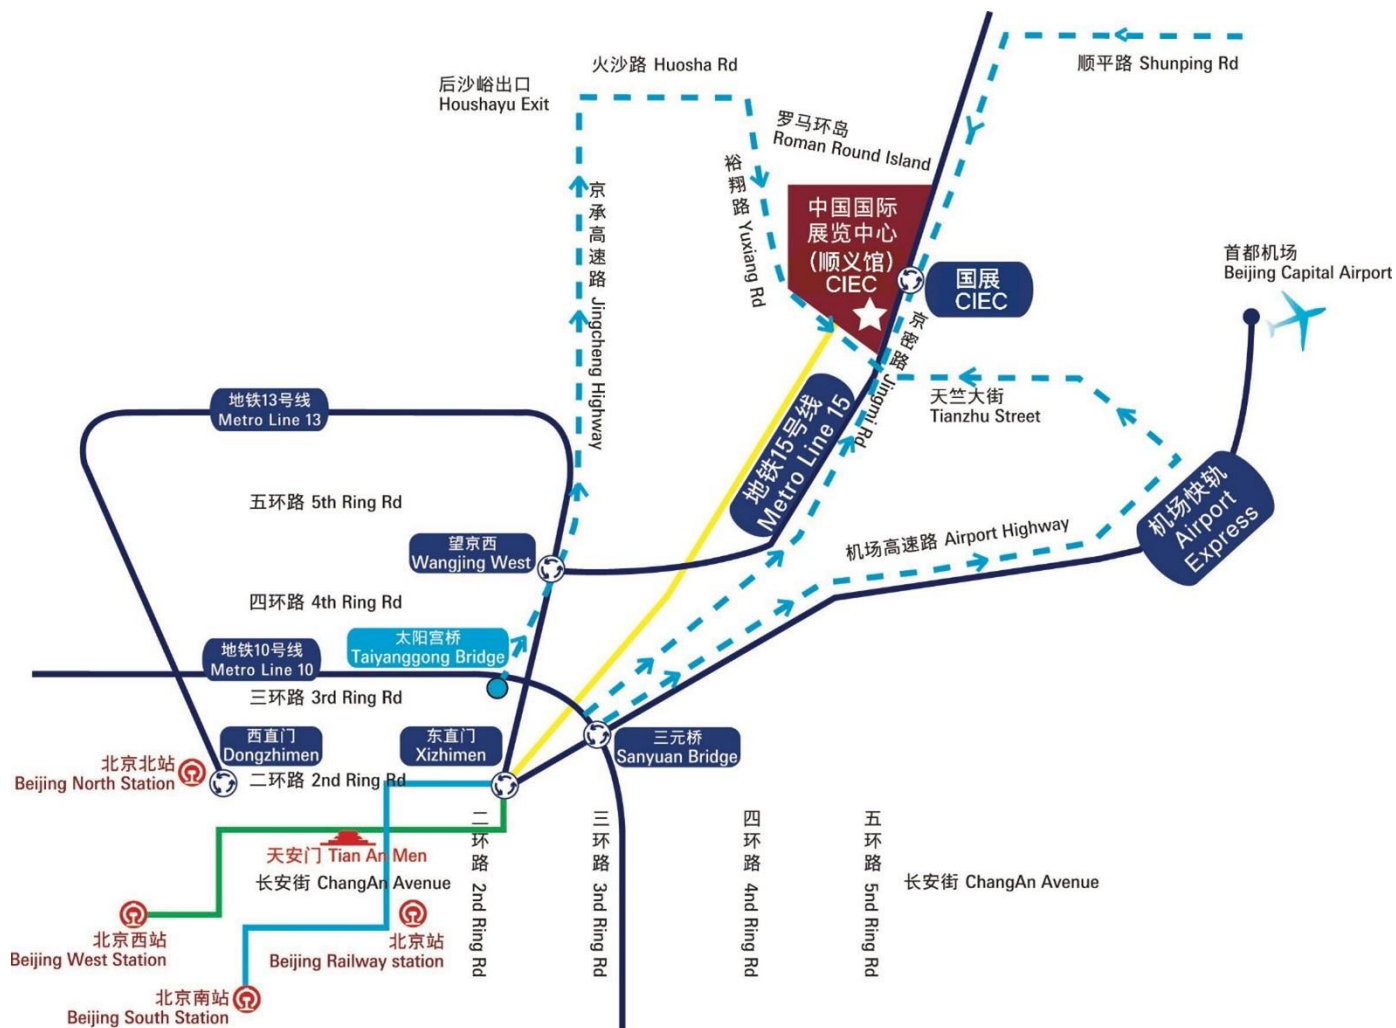 顺平路 Shunping Rd
火沙路 Huosha Rd
后沙峪出口
Houshayu Exit
罗马环岛
Roman Round Island
裕翔路 Yuxiang Rd
京承高速路 Jingcheng Highway
中国国际
展览中心
（顺义馆）
CIEC
国展
CIEC
首都机场
Beijing Capital Airport
京密路 Jingmi Rd
天竺大街
Tianzhu Street
地铁13号线
Metro Line 13
地铁15号线
Metro Line 15
五环路 5th Ring Rd
机场快轨
Airport
Express
机场高速路 Airport Highway
望京西
Wangjing West
四环路 4th Ring Rd
太阳宫桥
Taiyanggong Bridge
地铁10号线
Metro Line 10
三环路 3rd Ring Rd
西直门
Dongzhimen
东直门
Xizhimen
三元桥
Sanyuan Bridge
北京北站
Beijing North Station
二环路 2nd Ring Rd
天安门 Tian An Men
长安街 ChangAn Avenue
二环路 2nd Ring Rd
三环路 3nd Ring Rd
四环路 4nd Ring Rd
五环路 5nd Ring Rd
长安街 ChangAn Avenue
北京西站
Beijing West Station
北京站
Beijing Railway station
北京南站
Beijing South Station